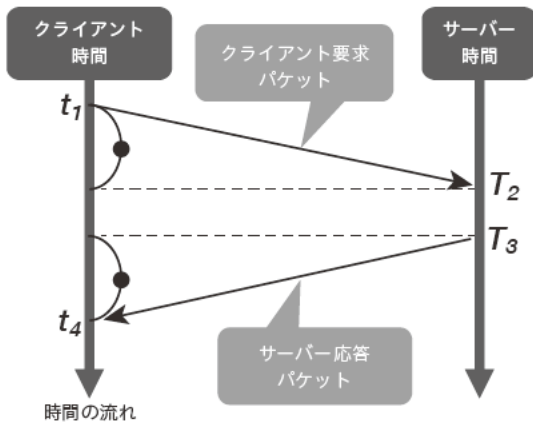 クライアント
時間
サーバー
時間
クライアント要求
パケット
t1
T2
T3
t4
サーバー応答
パケット
時間の流れ